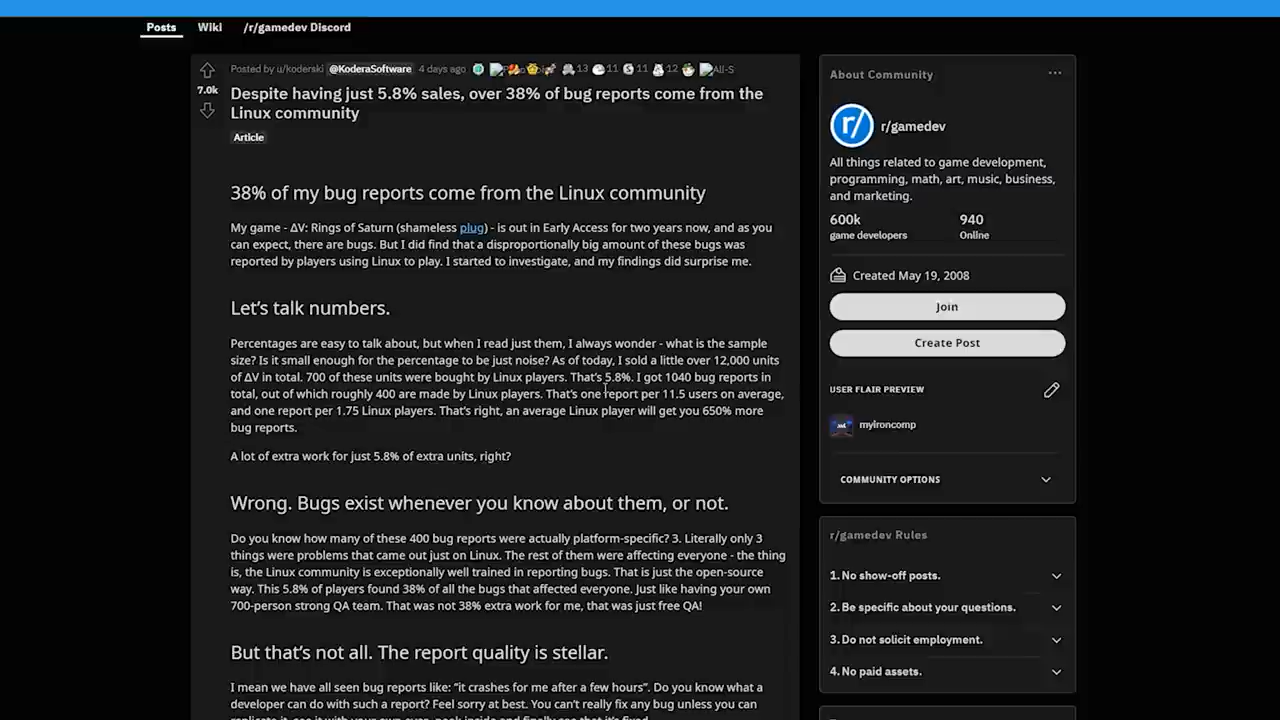 Posts Wiki /r/gamedev Discord
Posted by u/koderski @KoderaSoftware 4 days ago 13 11 11 12 All-S
7.0k
Despite having just 5.8% sales, over 38% of bug reports come from the
Linux community
Article
38% of my bug reports come from the Linux community
My game - ΔV: Rings of Saturn (shameless plug) - is out in Early Access for two years now, and as you
can expect, there are bugs. But I did find that a disproportionally big amount of these bugs was
reported by players using Linux to play. I started to investigate, and my findings did surprise me.
Let's talk numbers.
Percentages are easy to talk about, but when I read just them, I always wonder - what is the sample
size? Is it small enough for the percentage to be just noise? As of today, I sold a little over 12,000 units
of ΔV in total. 700 of these units were bought by Linux players. That's 5.8%. I got 1040 bug reports in
total, out of which roughly 400 are made by Linux players. That's one report per 11.5 users on average,
and one report per 1.75 Linux players. That's right, an average Linux player will get you 650% more
bug reports.
A lot of extra work for just 5.8% of extra units, right?
Wrong. Bugs exist whenever you know about them, or not.
Do you know how many of these 400 bug reports were actually platform-specific? 3. Literally only 3
things were problems that came out just on Linux. The rest of them were affecting everyone - the thing
is, the Linux community is exceptionally well trained in reporting bugs. That is just the open-source
way. This 5.8% of players found 38% of all the bugs that affected everyone. Just like having your own
700-person strong QA team. That was not 38% extra work for me, that was just free QA!
But that's not all. The report quality is stellar.
I mean we have all seen bug reports like: "it crashes for me after a few hours". Do you know what a
developer can do with such a report? Feel sorry at best. You can't really fix any bug unless you can
About Community
r/
r/gamedev
All things related to game development,
programming, math, art, music, business,
and marketing.
600k 940
game developers Online
Created May 19, 2008
Join
Create Post
USER FLAIR PREVIEW
myironcomp
COMMUNITY OPTIONS
r/gamedev Rules
1. No show-off posts.
2. Be specific about your questions.
3. Do not solicit employment.
4. No paid assets.